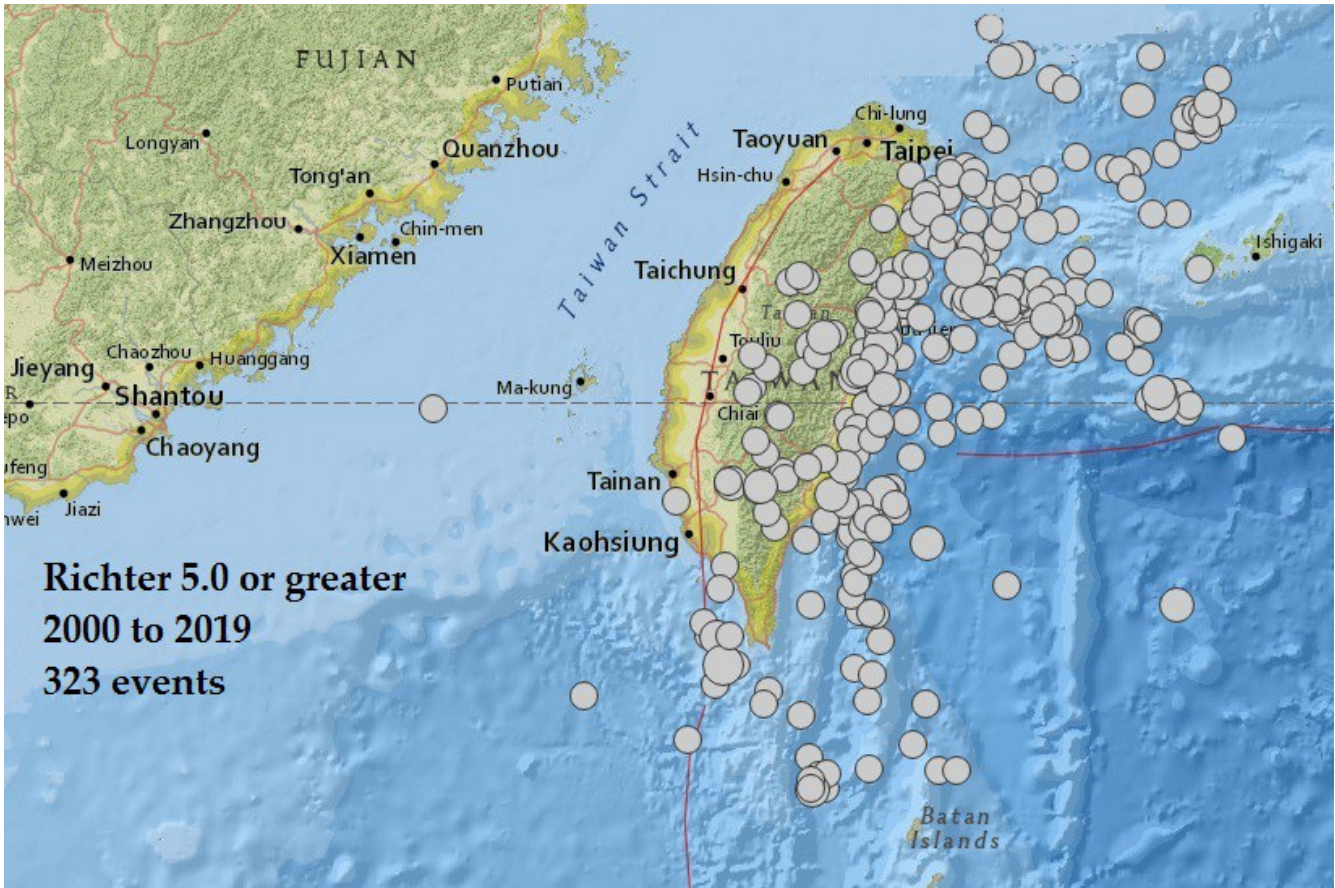 FUJIAN
Putian
Longyan
Quanzhou
Tong'an
Zhangzhou
Xiamen
Chin-men
Meizhou
Taiwan Strait
Chi-lung
Taoyuan
Taipei
Hsin-chu
Taichung
Ishigaki
Touliu
TAIWAN
Chaozhou
Huanggang
Jieyang
Shantou
Chaoyang
Jiazi
Ma-kung
Chiai
Tainan
Kaohsiung
Richter 5.0 or greater
2000 to 2019
323 events
Batan
Islands